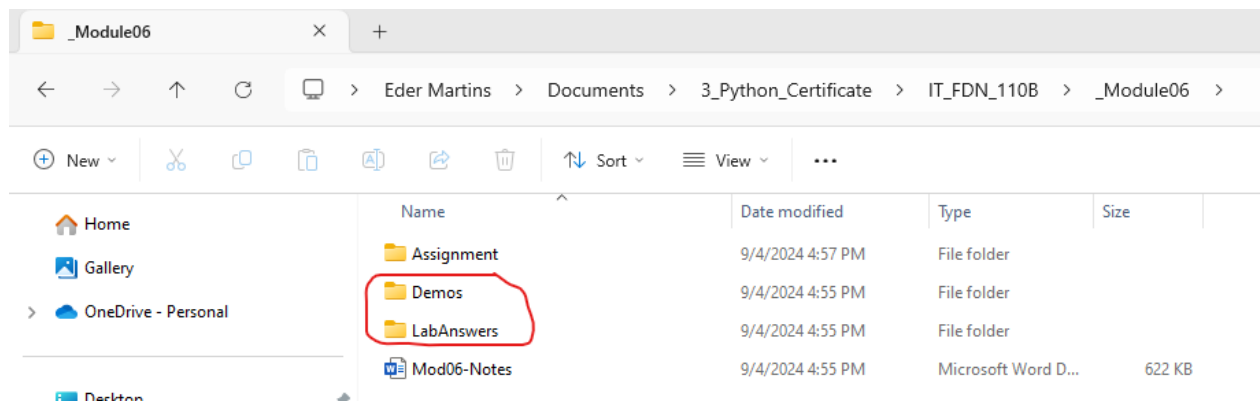 _Module06
Eder Martins > Documents > 3_Python_Certificate > IT_FDN_110B > _Module06 >
New Sort View ...
Name Date modified Type Size
Home
Gallery
OneDrive - Personal
Desktop
Assignment 9/4/2024 4:57 PM File folder
Demos 9/4/2024 4:55 PM File folder
LabAnswers 9/4/2024 4:55 PM File folder
Mod06-Notes 9/4/2024 4:55 PM Microsoft Word D... 622 KB